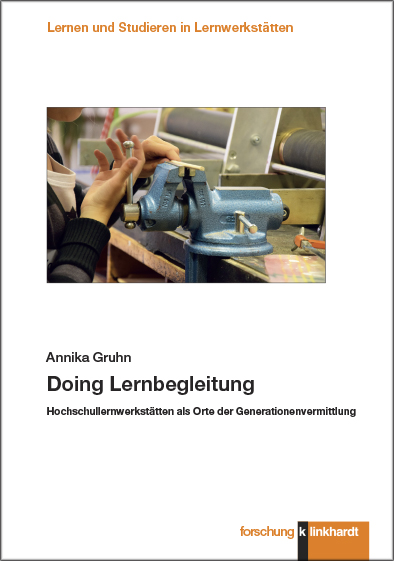 Lernen und Studieren in Lernwerkstätten
Annika Gruhn
Doing Lernbegleitung
Hochschullernwerkstätten als Orte der Generationenvermittlung
forschung k linkhardt